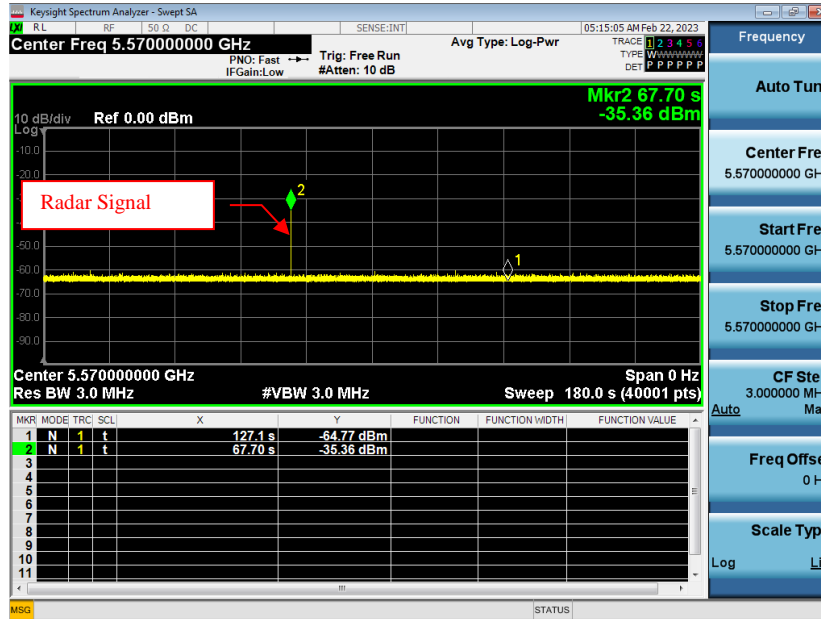 Keysight Spectrum Analyzer - Swept SA
LXI RL RF 50 Ω DC SENSE:INT 05:15:05 AM Feb 22, 2023
Center Freq 5.570000000 GHz
PNO: Fast
IFGain:Low
Trig: Free Run
#Atten: 10 dB
Avg Type: Log-Pwr
TRACE 1 2 3 4 5 6
TYPE WWWWWW
DET P P P P P P
Frequency
Mkr2 67.70 s
-35.36 dBm
10 dB/div Ref 0.00 dBm
Log
-10.0
-20.0
-50.0
-60.0
-70.0
-80.0
-90.0
Radar Signal
2
1
Center 5.570000000 GHz Span 0 Hz
Res BW 3.0 MHz #VBW 3.0 MHz Sweep 180.0 s (40001 pts)
MKR MODE TRC SCL X Y FUNCTION FUNCTION WIDTH FUNCTION VALUE
1 N 1 t 127.1 s -64.77 dBm
2 N 1 t 67.70 s -35.36 dBm
3
4
5
6
7
8
9
10
11
Auto Tun
Center Fre
5.570000000 GH
Start Fre
5.570000000 GH
Stop Fre
5.570000000 GH
CF Ste
3.000000 MH
Auto Ma
Freq Offse
0 H
Scale Typ
Log Li
MSG STATUS